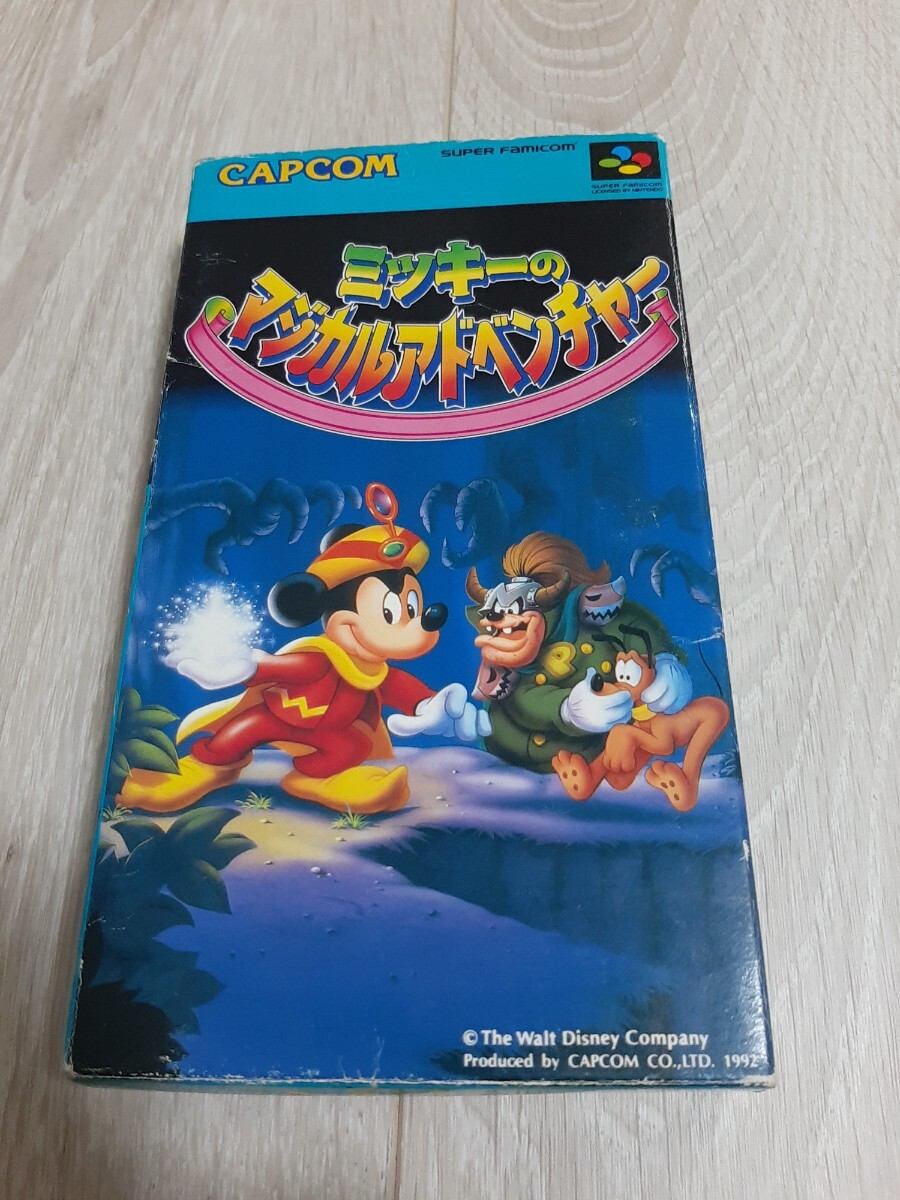 CAPCOM
SUPER FAMICOM
SUPER FAMICOM
LICENSED BY NINTENDO
ミッキーの
マジカルアドベンチャー
P
© The Walt Disney Company
Produced by CAPCOM CO.,LTD. 1992